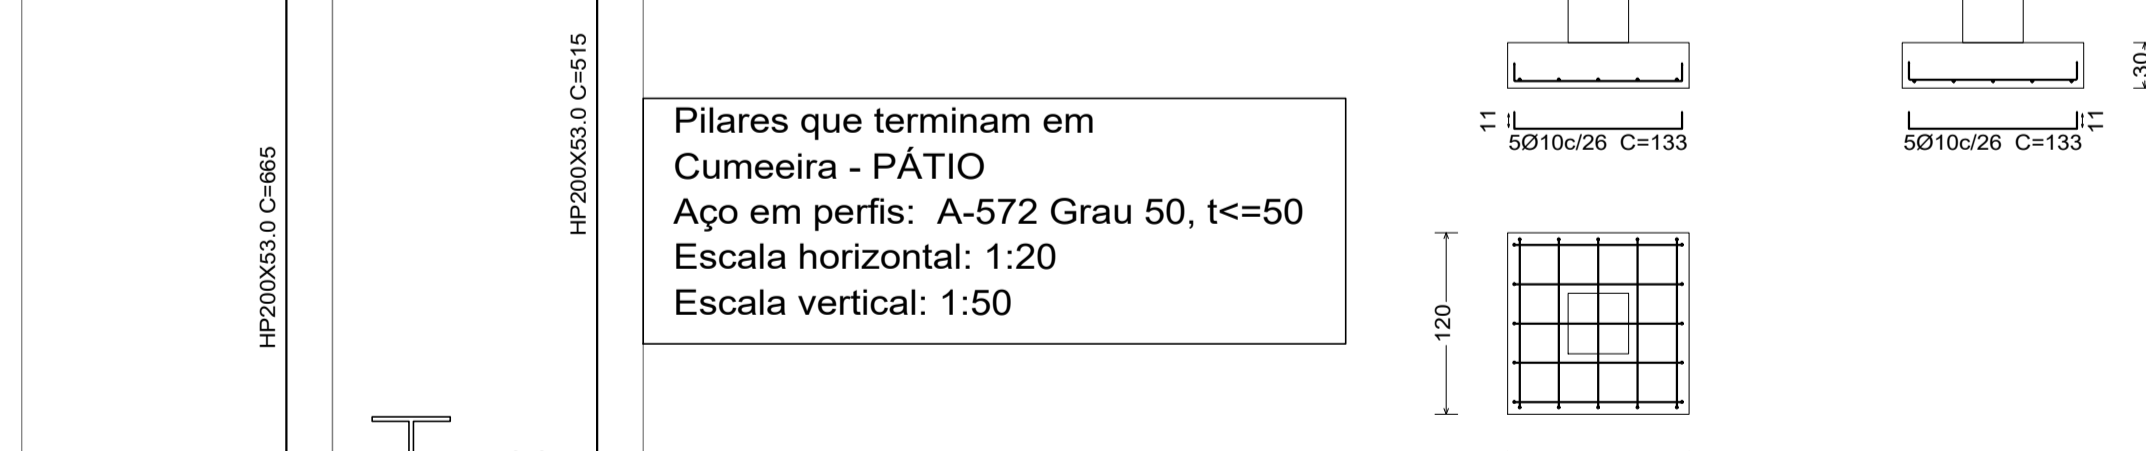 HP200X53.0 C=665
HP200X53.0 C=515
Pilares que terminam em
Cumeeira - PÁTIO
Aço em perfis:  A-572 Grau 50, t<=50
Escala horizontal: 1:20
Escala vertical: 1:50
11
5Ø10c/26  C=133
11
5Ø10c/26  C=133
30
120